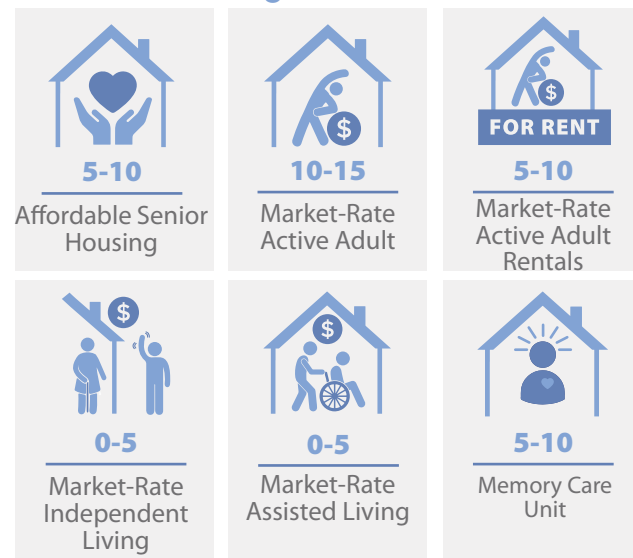 5-10
Affordable Senior
Housing
$
10-15
Market-Rate
Active Adult
$
FOR RENT
5-10
Market-Rate
Active Adult
Rentals
$
0-5
Market-Rate
Independent
Living
$
0-5
Market-Rate
Assisted Living
5-10
Memory Care
Unit